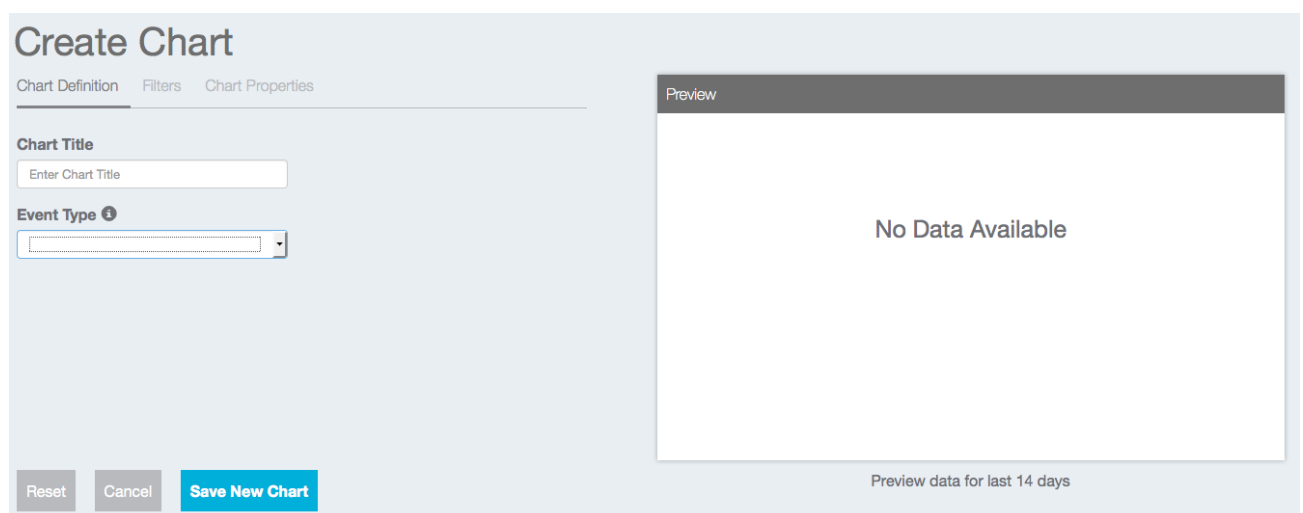 Create Chart
Chart Definition Filters Chart Properties
Chart Title
Enter Chart Title
Event Type
Reset Cancel Save New Chart
Preview
No Data Available
Preview data for last 14 days